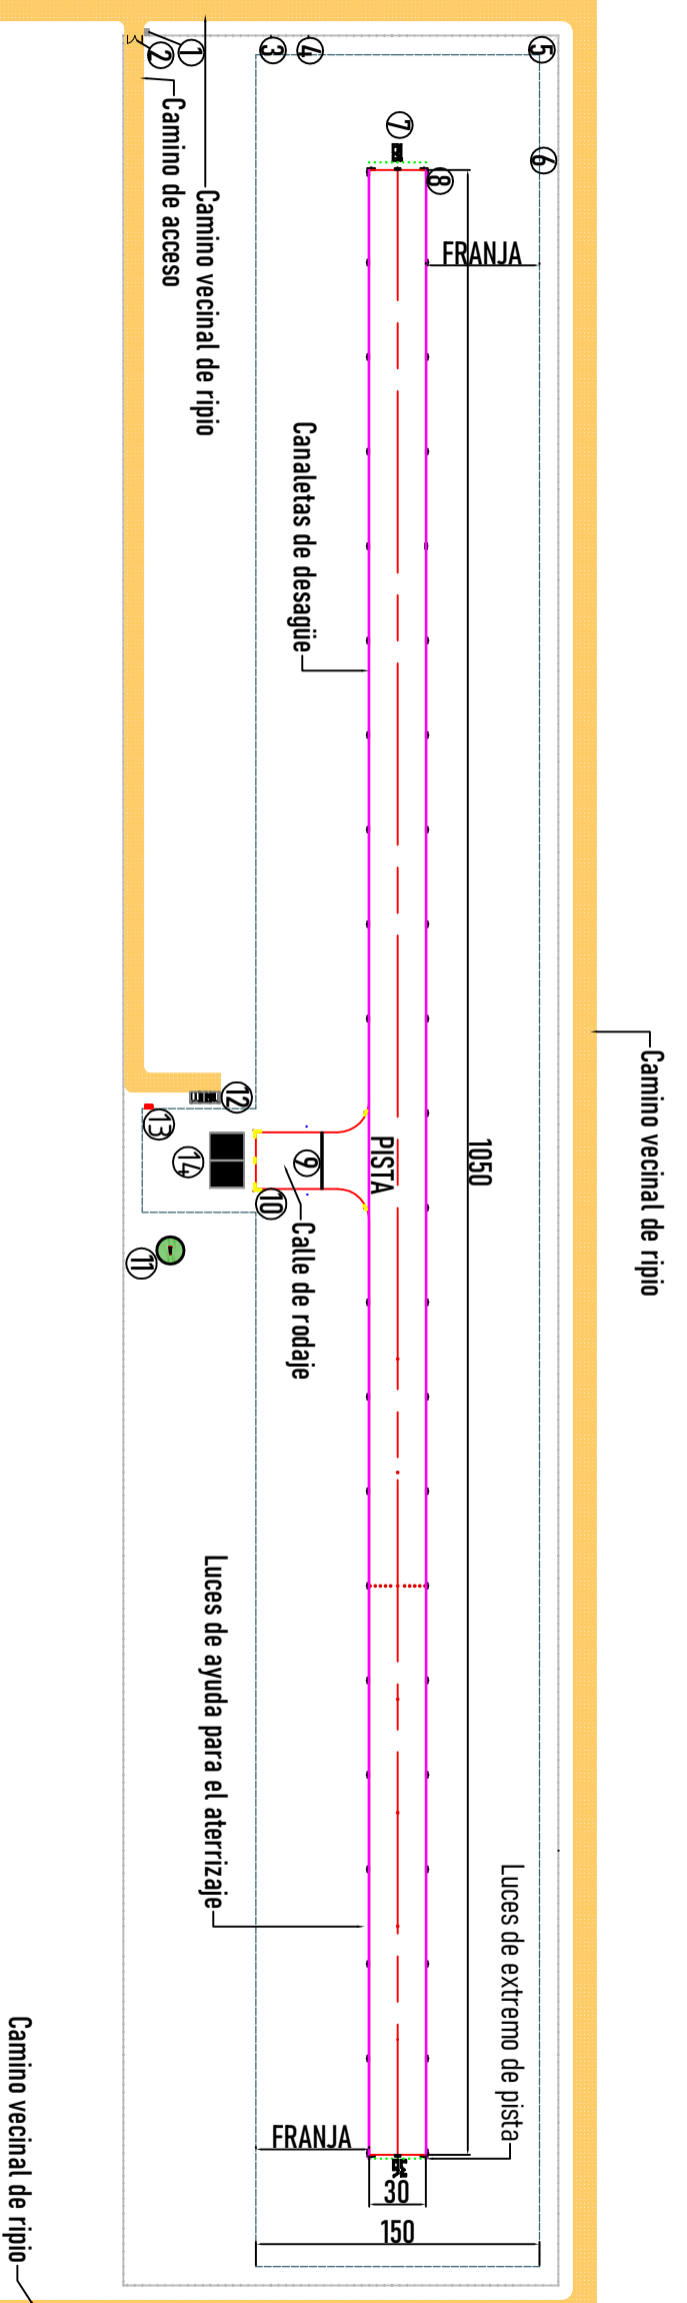 1
2
3
4
5
6
7
8
Camino de acceso
Camino vecinal de ripio
FRANJA
Canaletas de desagüe
Camino vecinal de ripio
1050
PISTA
9
10
11
12
13
14
Calle de rodaje
Luces de ayuda para el aterrizaje
Luces de extremo de pista
FRANJA
30
150
Camino vecinal de ripio